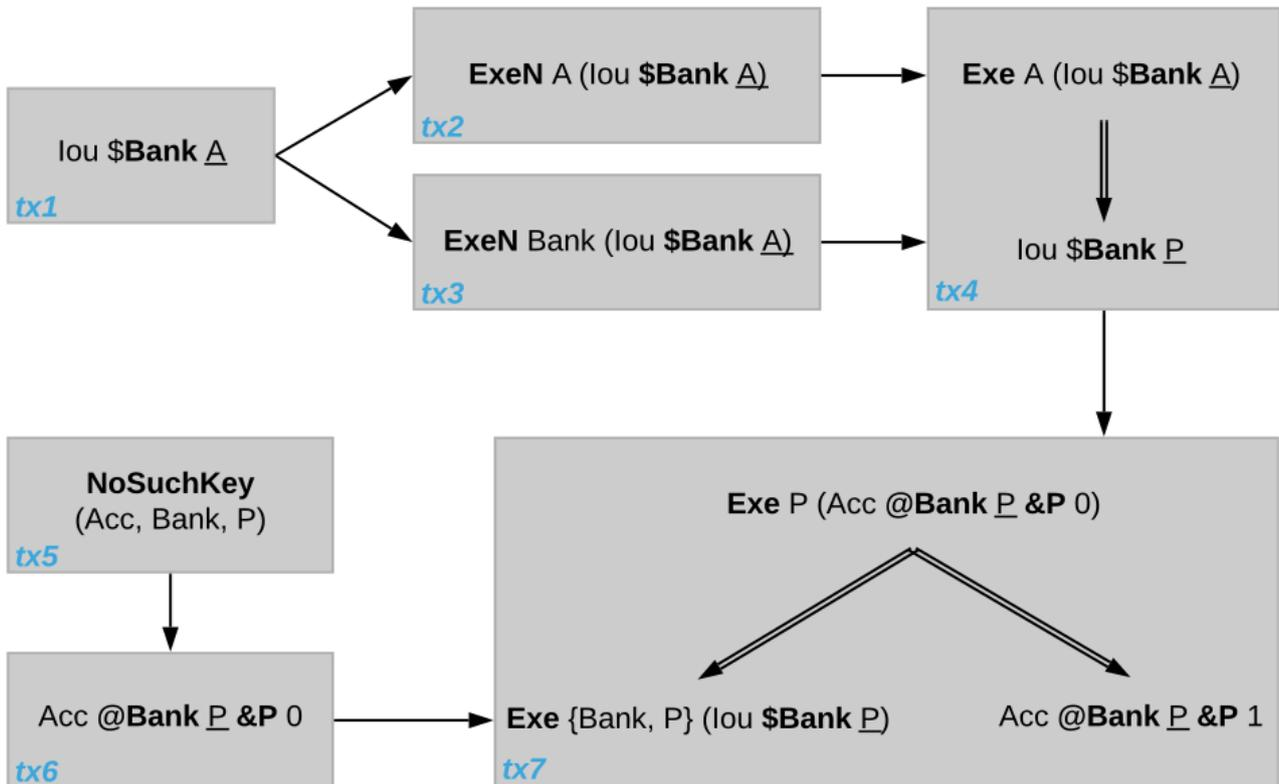 Iou $Bank A
tx1
ExeN A (Iou $Bank A)
tx2
ExeN Bank (Iou $Bank A)
tx3
Exe A (Iou $Bank A)
Iou $Bank P
tx4
NoSuchKey
(Acc, Bank, P)
tx5
Acc @Bank P &P 0
tx6
Exe P (Acc @Bank P &P 0)
Exe {Bank, P} (Iou $Bank P)
Acc @Bank P &P 1
tx7